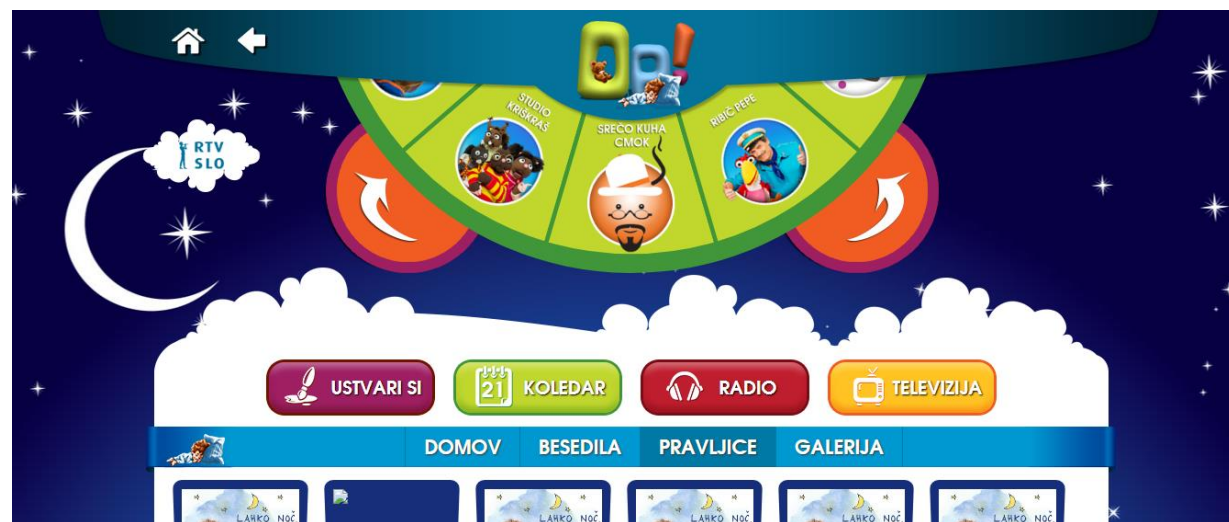 Op!
STUDIO
KRIŠKRAŠ
SREČO KUHA
CMOK
RIBIČ PEPE
RTV
SLO
USTVARI SI
21
KOLEDAR
RADIO
TELEVIZIJA
DOMOV
BESEDILA
PRAVLJICE
GALERIJA
LAHKO NOČ
LAHKO NOČ
LAHKO NOČ
LAHKO NOČ
LAHKO NOČ